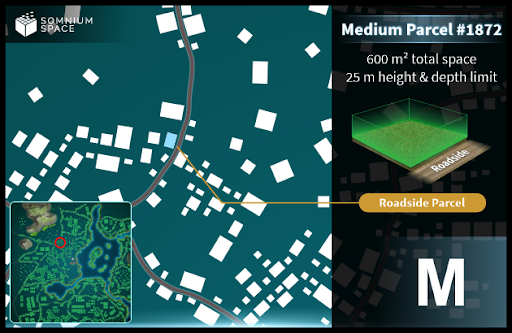 SOMNIUM
SPACE
Medium Parcel #1872
600 m² total space
25 m height & depth limit
Roadside
Roadside Parcel
M